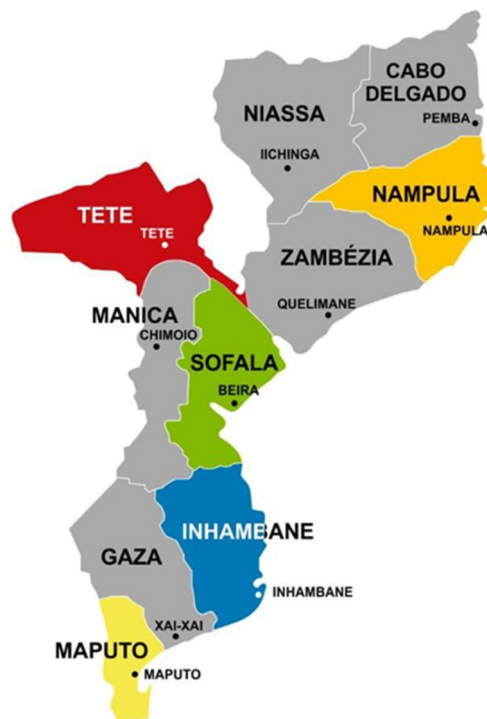 CABO
DELGADO
PEMBA
NIASSA
IICHINGA
NAMPULA
NAMPULA
TETE
TETE
ZAMBÉZIA
QUELIMANE
MANICA
CHIMOIO
SOFALA
BEIRA
INHAMBANE
INHAMBANE
GAZA
XAI-XAI
MAPUTO
MAPUTO